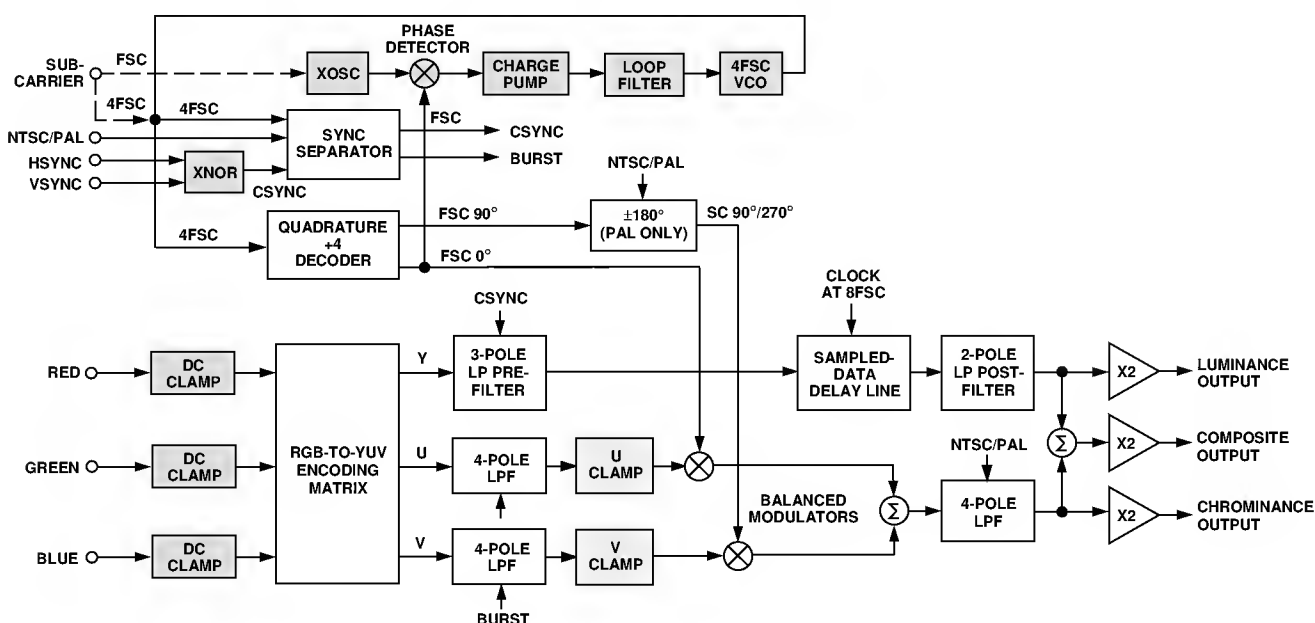 PHASE
DETECTOR
SUB-
CARRIER
FSC
XOSC
CHARGE
PUMP
LOOP
FILTER
4FSC
VCO
4FSC
4FSC
NTSC/PAL
HSYNC
VSYNC
XNOR
CSYNC
SYNC
SEPARATOR
FSC
CSYNC
BURST
NTSC/PAL
4FSC
QUADRATURE
+4
DECODER
FSC 90°
FSC 0°
±180°
(PAL ONLY)
SC 90°/270°
CLOCK
AT 8FSC
CSYNC
RED
DC
CLAMP
RGB-TO-YUV
ENCODING
MATRIX
Y
3-POLE
LP PRE-
FILTER
SAMPLED-
DATA
DELAY LINE
2-POLE
LP POST-
FILTER
X2
LUMINANCE
OUTPUT
GREEN
DC
CLAMP
U
4-POLE
LPF
U
CLAMP
NTSC/PAL
Σ
X2
COMPOSITE
OUTPUT
BALANCED
MODULATORS
Σ
4-POLE
LPF
X2
CHROMINANCE
OUTPUT
BLUE
DC
CLAMP
V
4-POLE
LPF
V
CLAMP
BURST